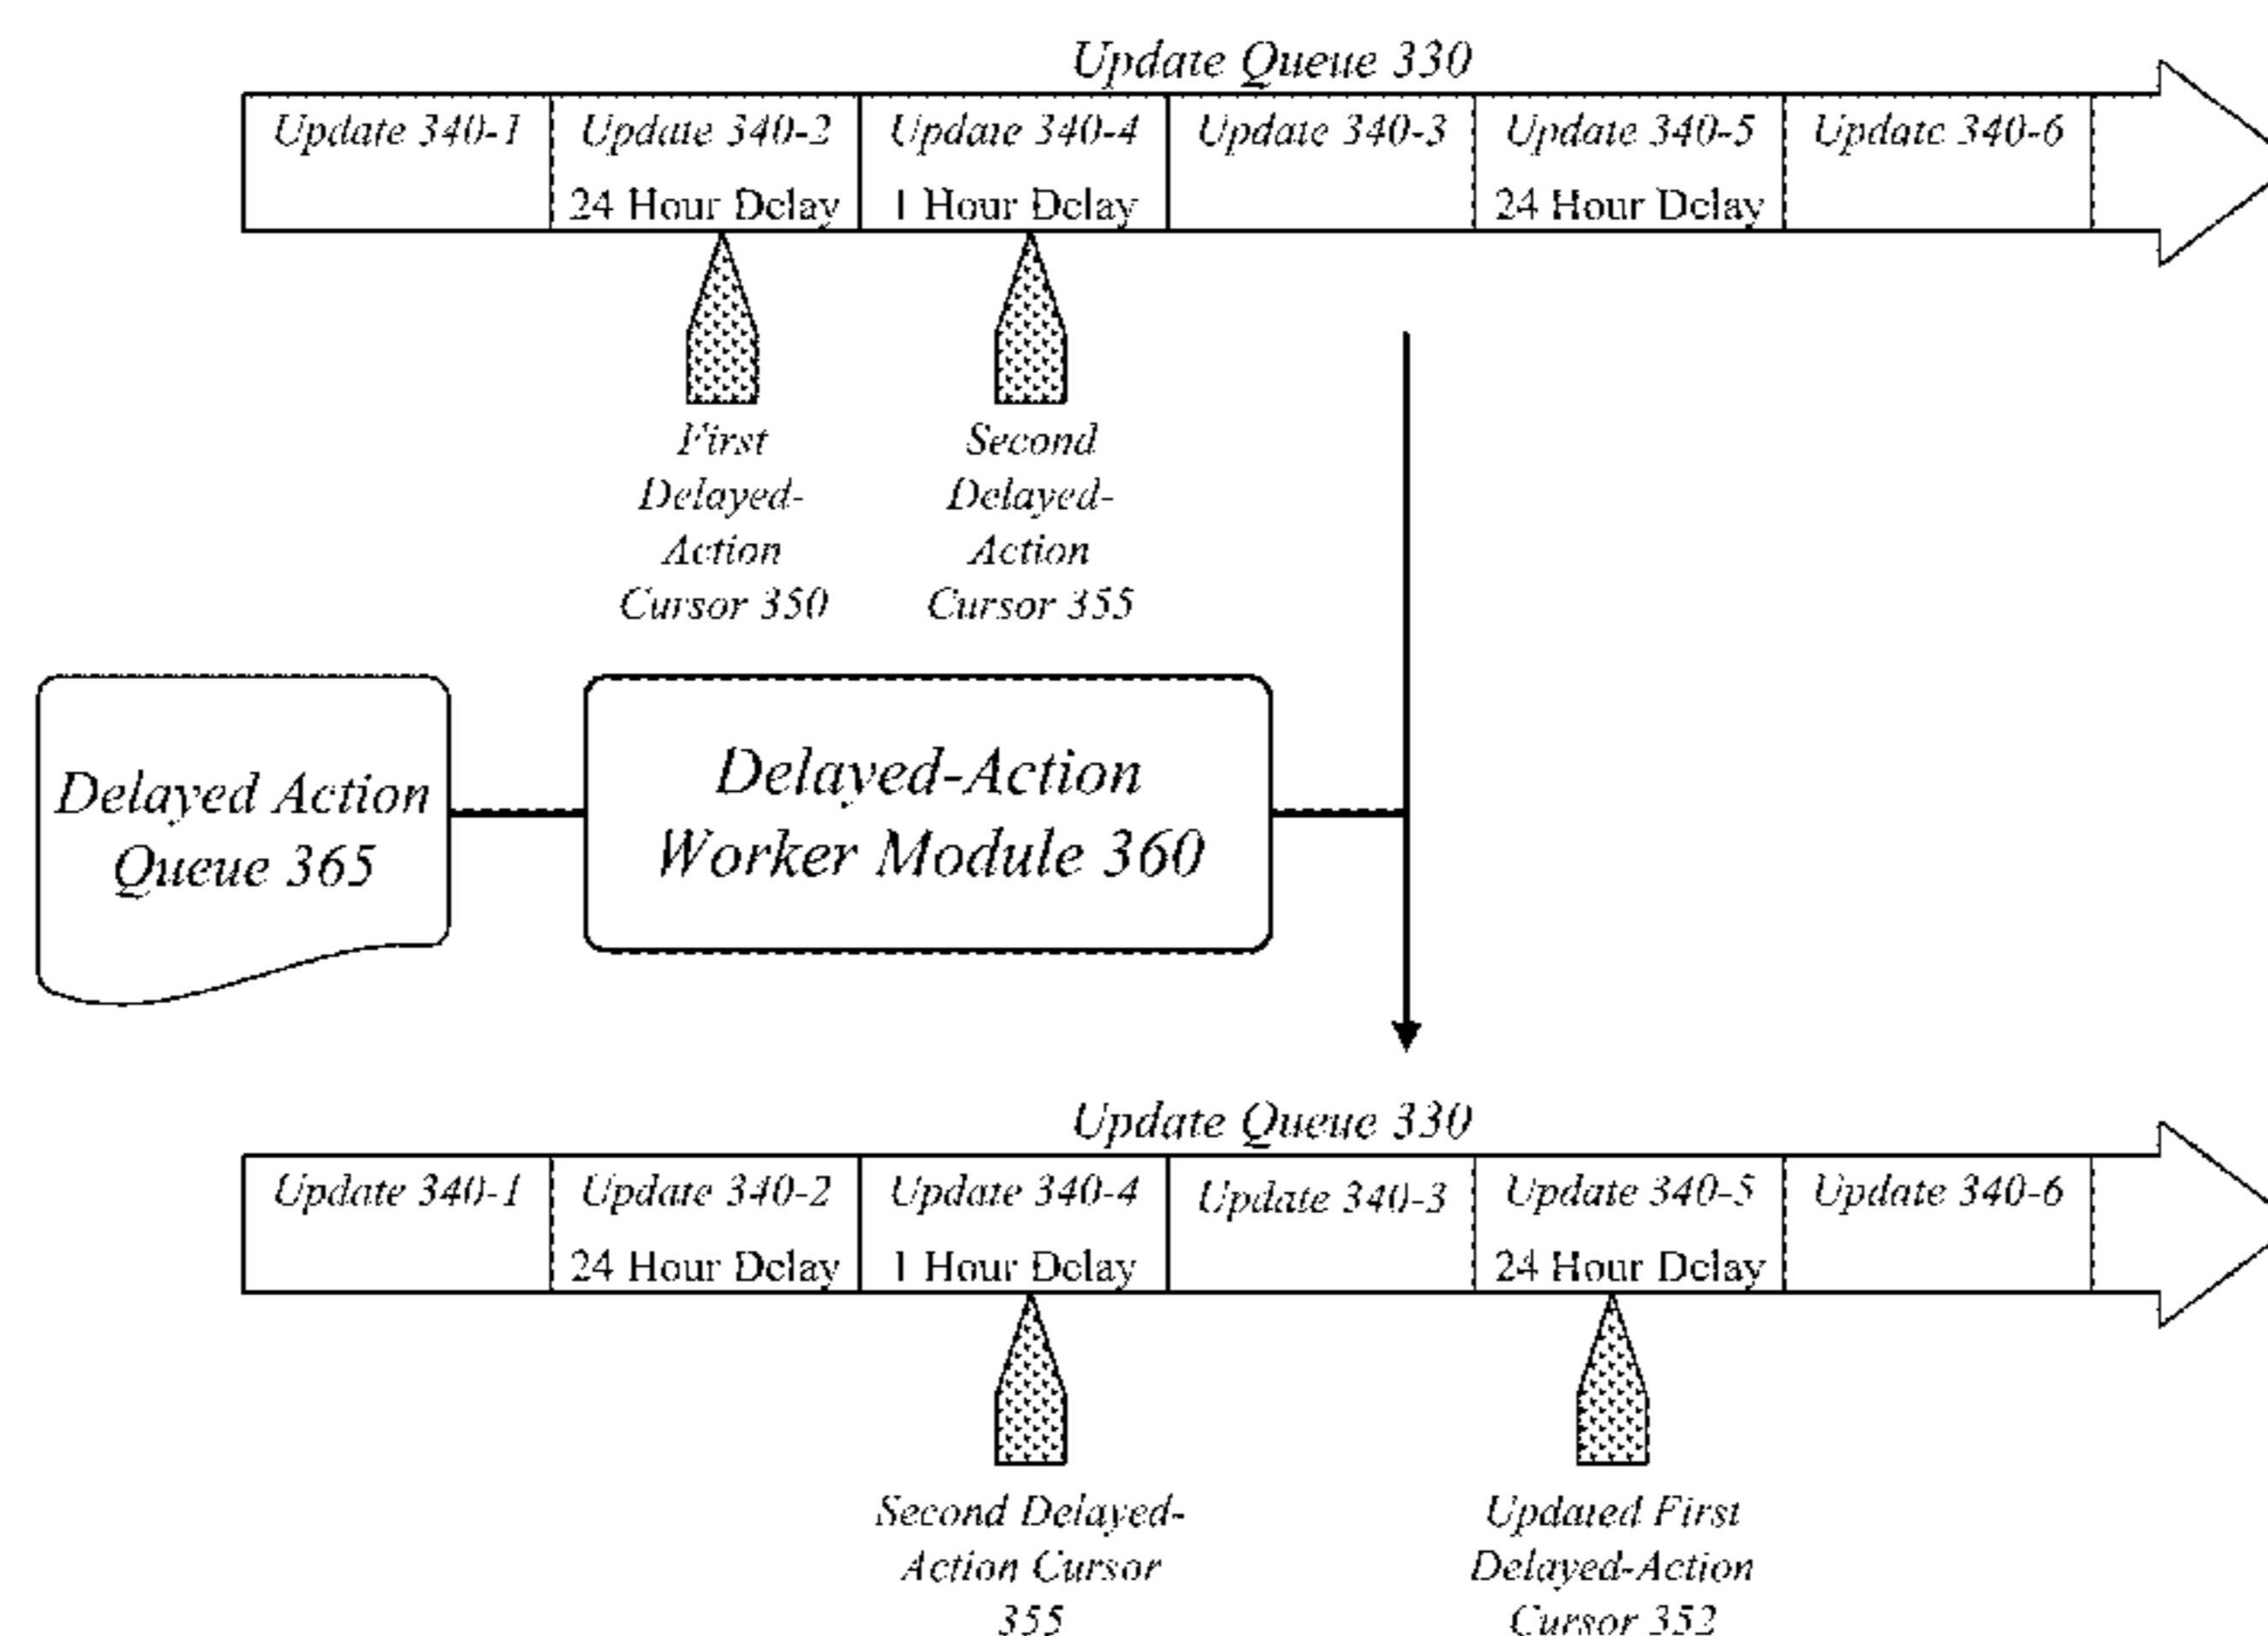 Update Queue 330
Update 340-1 Update 340-2 Update 340-4 Update 340-3 Update 340-5 Update 340-6
24 Hour Delay 1 Hour Delay 24 Hour Delay
First Second
Delayed- Delayed-
Action Action
Cursor 350 Cursor 355
Delayed Action
Queue 365
Delayed-Action
Worker Module 360
Update Queue 330
Update 340-1 Update 340-2 Update 340-4 Update 340-3 Update 340-5 Update 340-6
24 Hour Delay 1 Hour Delay 24 Hour Delay
Second Delayed-
Action Cursor
355
Updated First
Delayed-Action
Cursor 352